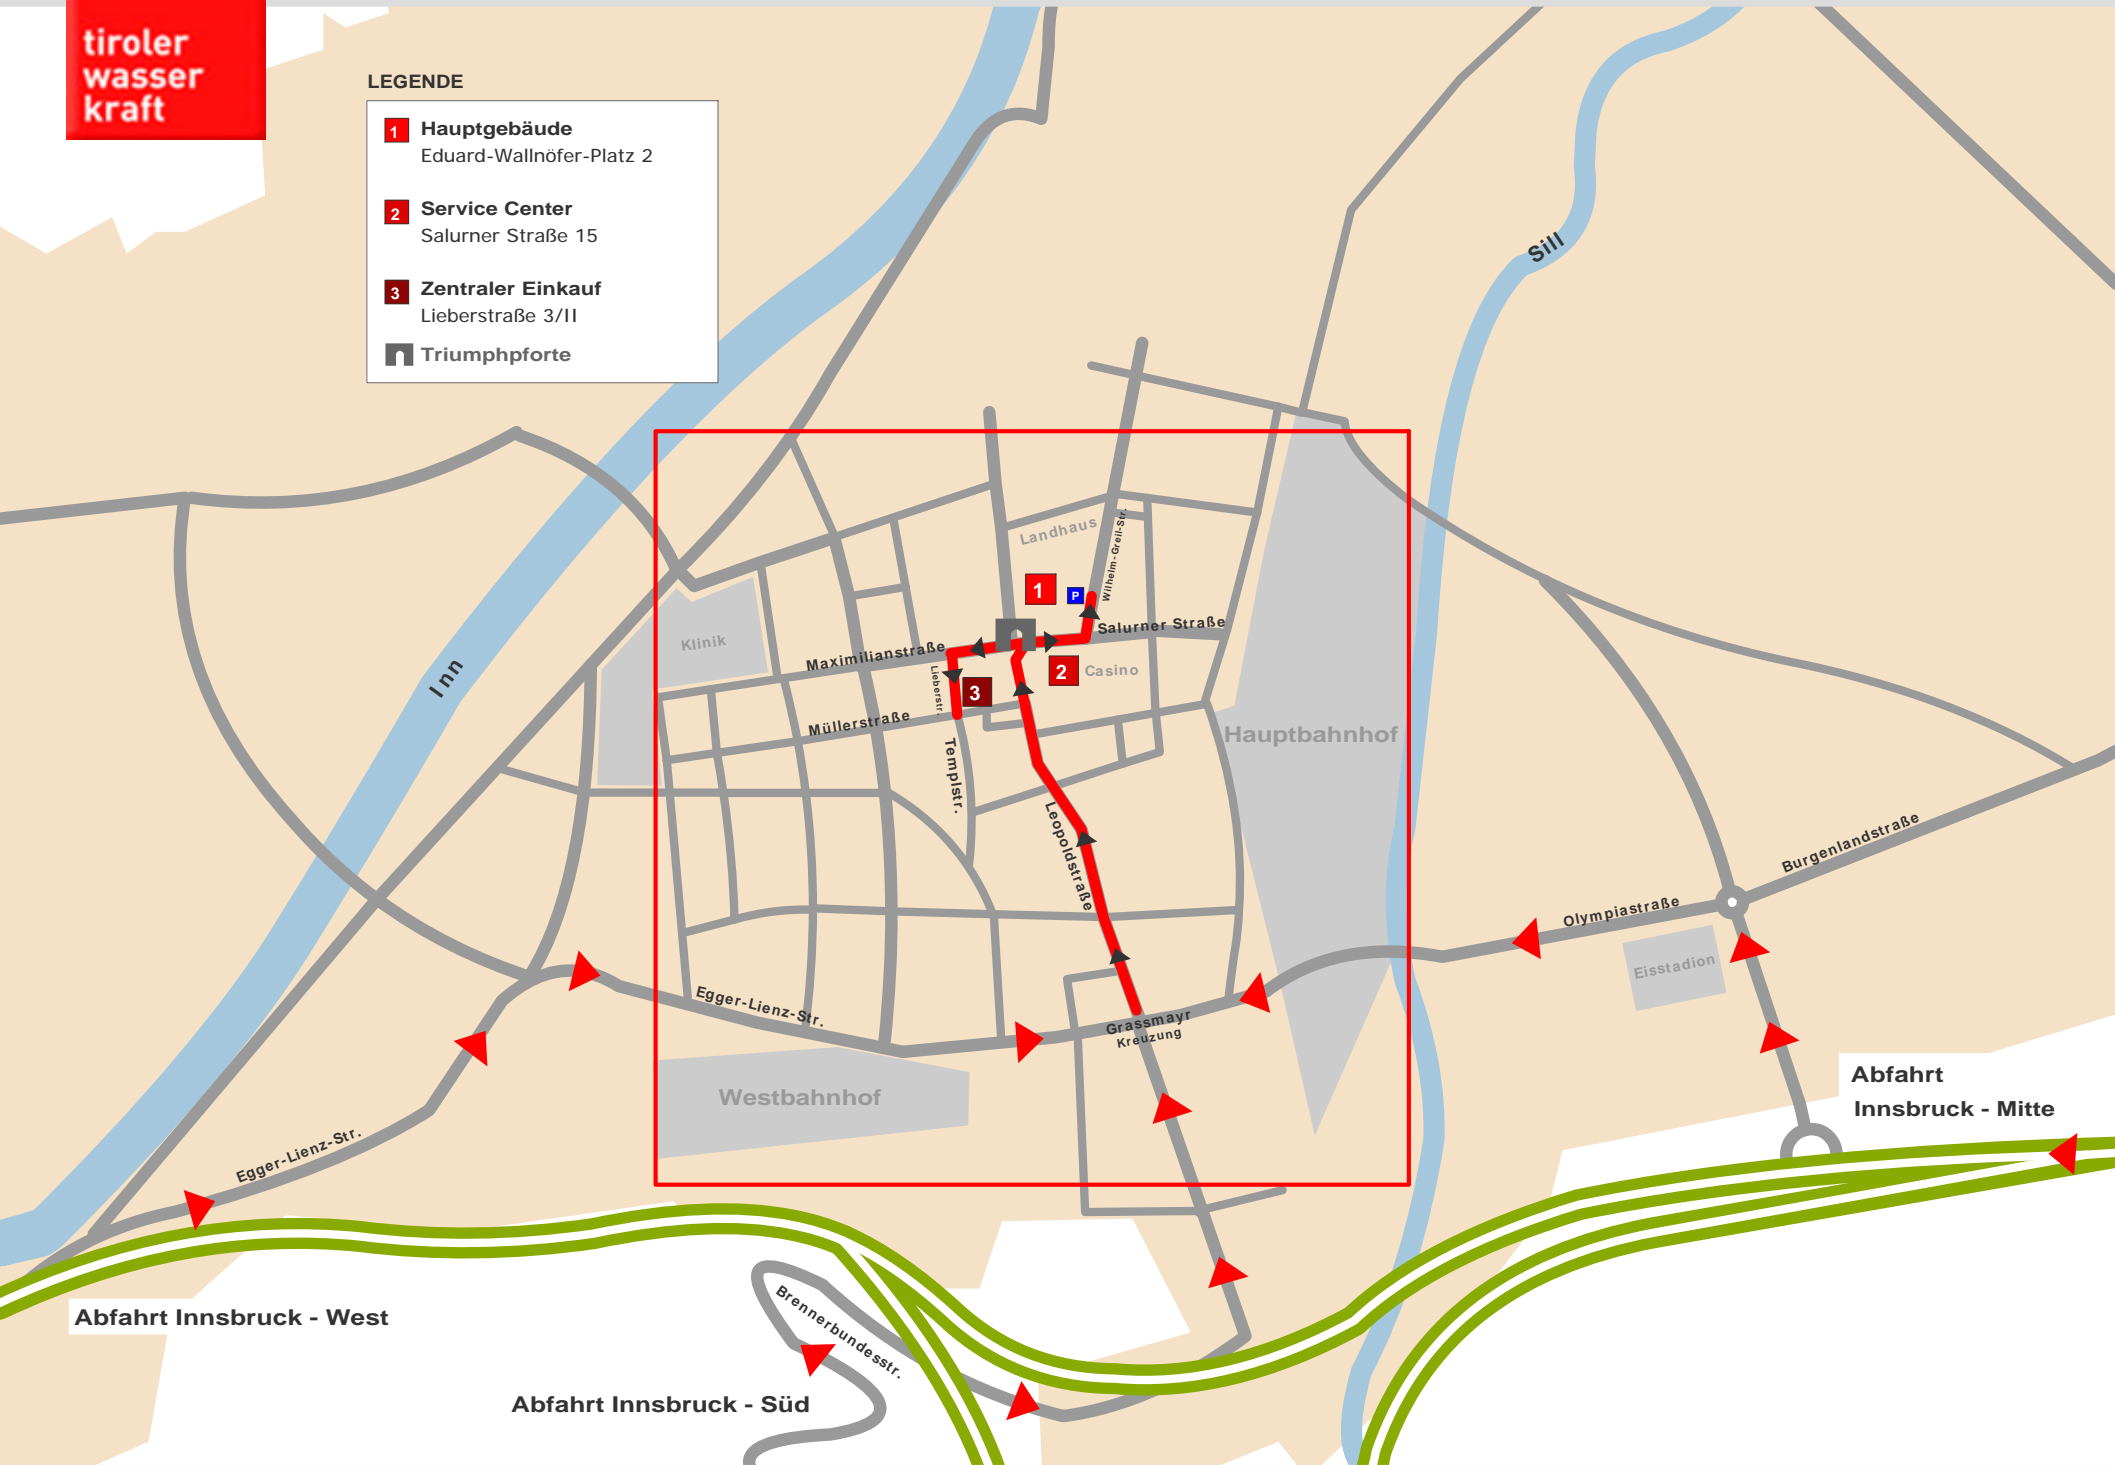 tiroler
wasser
kraft
LEGENDE
1 Hauptgebäude
Eduard-Wallnöfer-Platz 2
2 Service Center
Salurner Straße 15
3 Zentraler Einkauf
Lieberstraße 3/II
Triumphpforte
Sill
Inn
Landhaus
Wilhelm-Greil-Str.
1
P
Klinik
Maximilianstraße
Salurner Straße
Lieberstr.
3
2
Casino
Müllerstraße
Templstr.
Hauptbahnhof
Leopoldstraße
Burgenlandstraße
Olympiastraße
Eisstadion
Egger-Lienz-Str.
Grassmayr
Kreuzung
Westbahnhof
Abfahrt
Innsbruck - Mitte
Egger-Lienz-Str.
Abfahrt Innsbruck - West
Brennerbundesstr.
Abfahrt Innsbruck - Süd